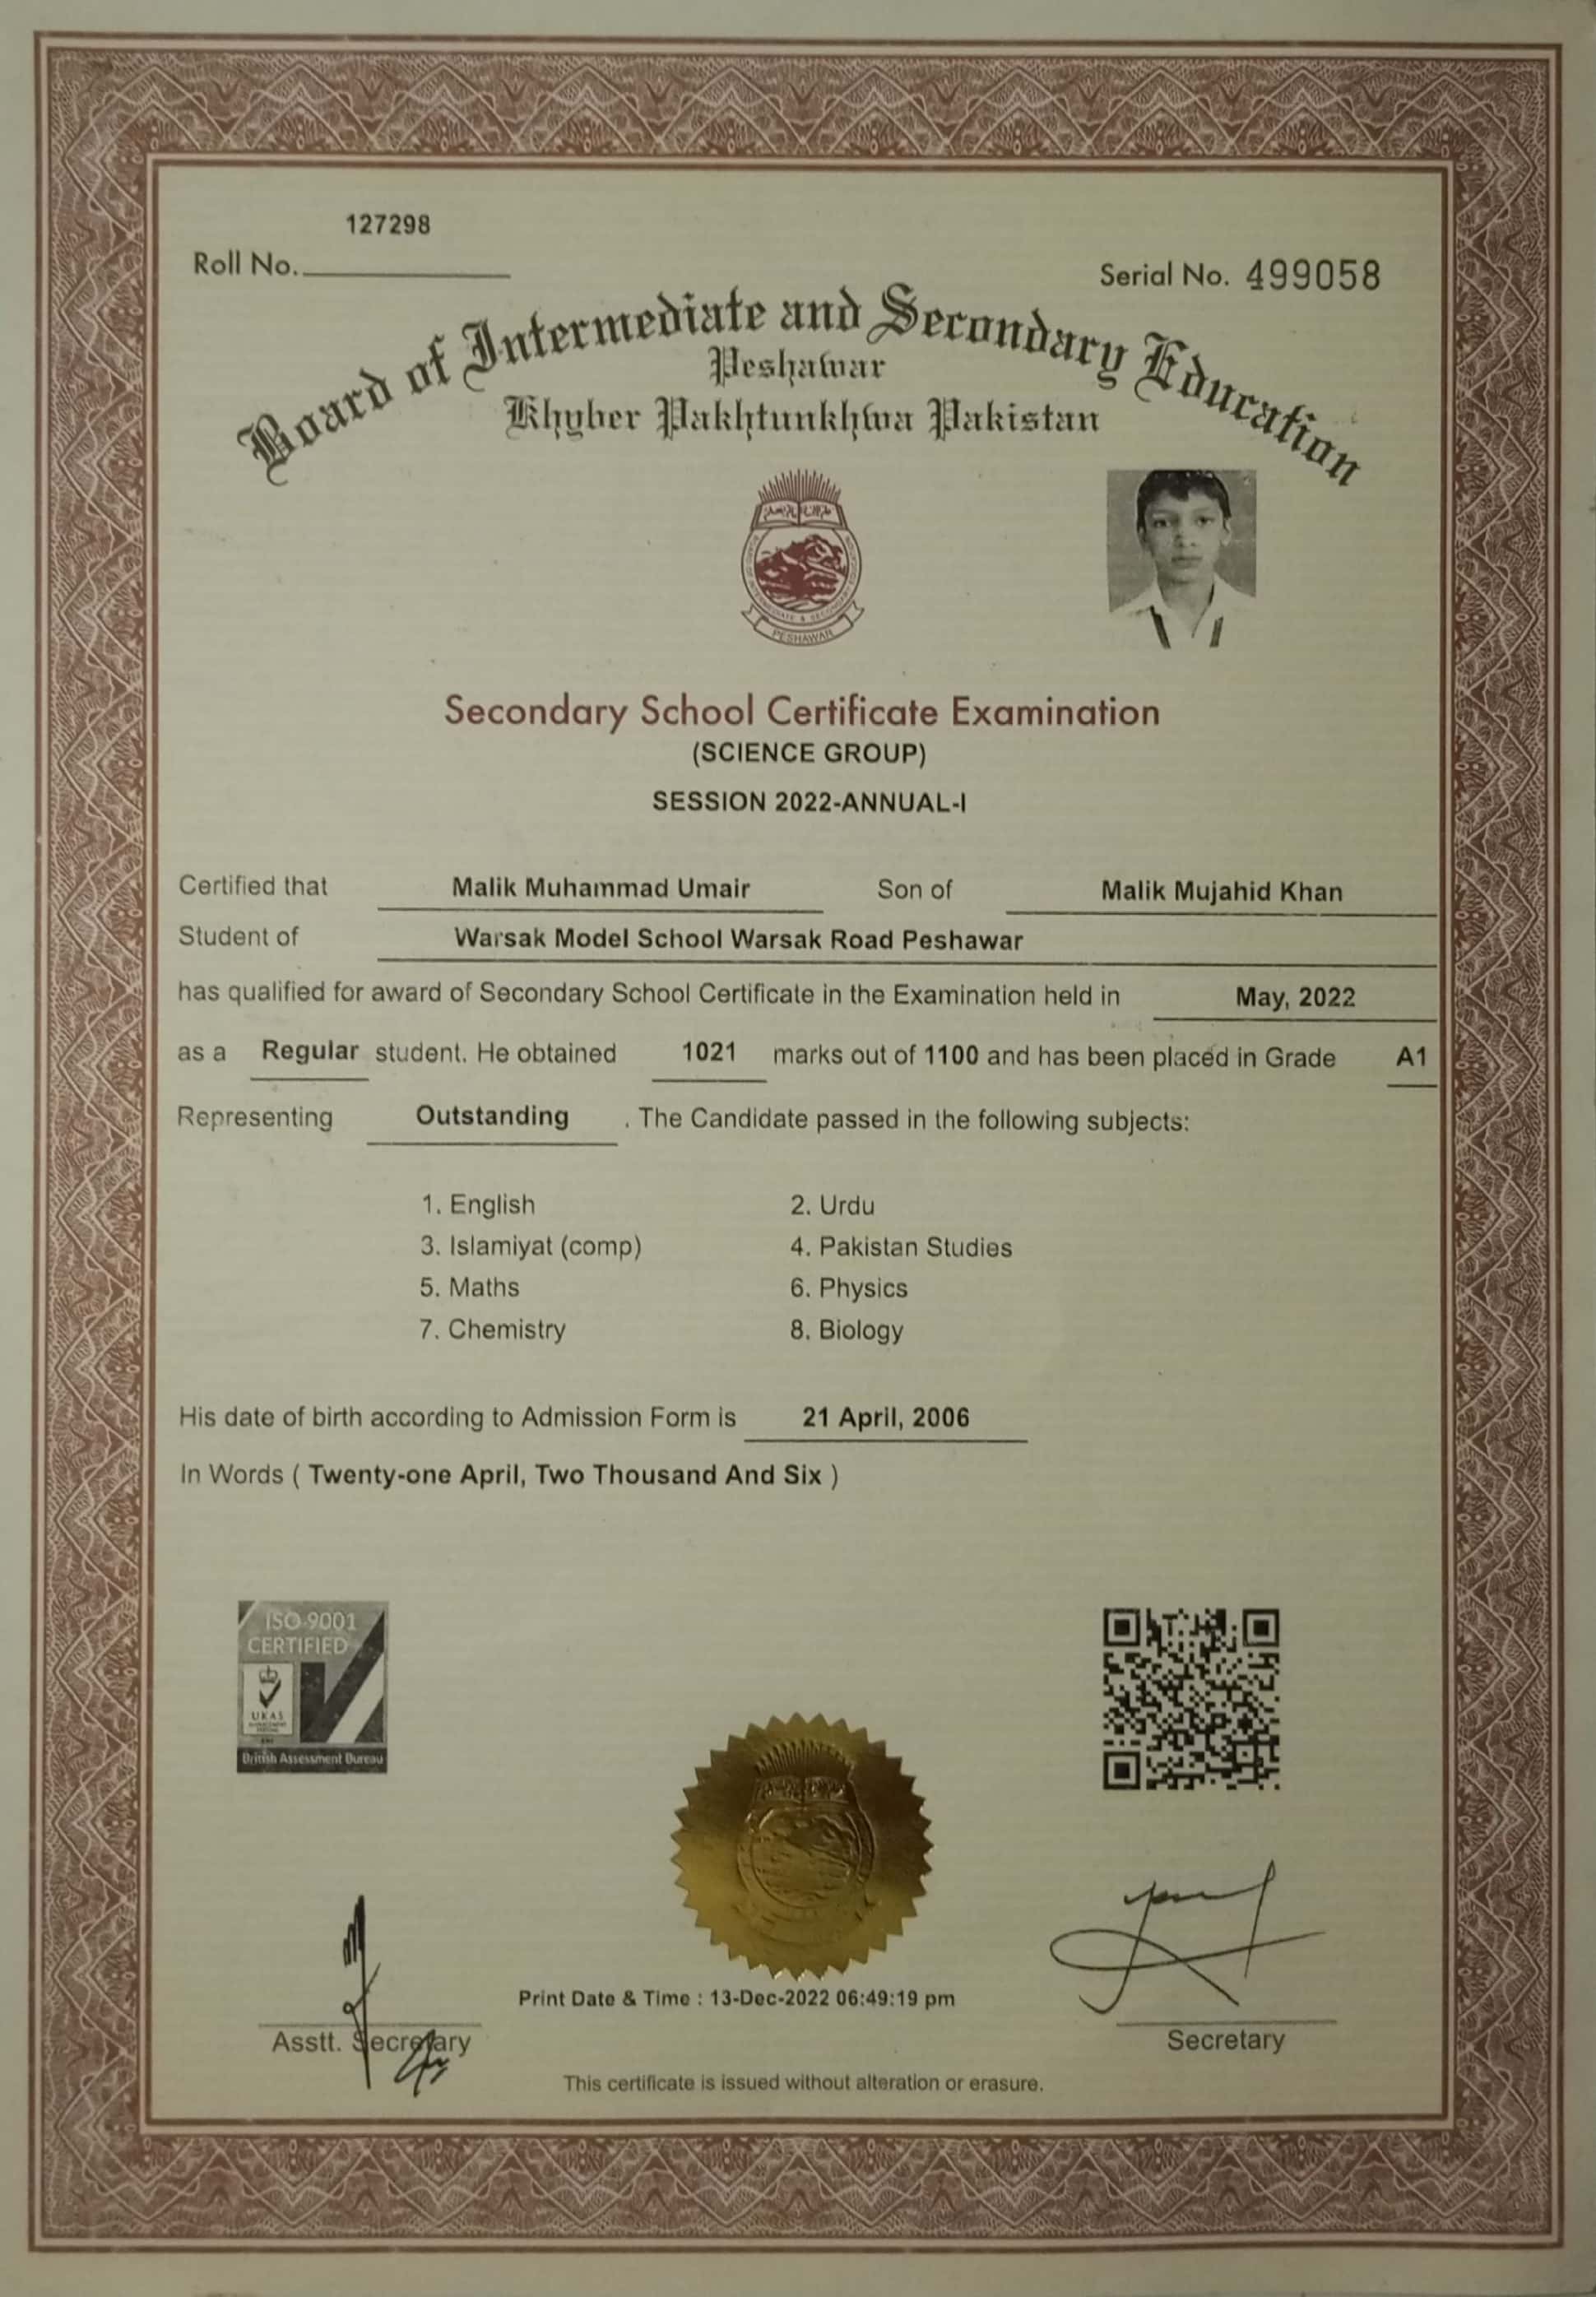 127298
Roll No.
Serial No. 499058
Board of Intermediate and Secondary Education
Peshawar
Khyber Pakhtunkhwa Pakistan
PESHAWAR
Secondary School Certificate Examination
(SCIENCE GROUP)
SESSION 2022-ANNUAL-I
Certified that Malik Muhammad Umair Son of Malik Mujahid Khan
Student of Warsak Model School Warsak Road Peshawar
has qualified for award of Secondary School Certificate in the Examination held in May, 2022
as a Regular student. He obtained 1021 marks out of 1100 and has been placed in Grade A1
Representing Outstanding . The Candidate passed in the following subjects:
1. English 2. Urdu
3. Islamiyat (comp) 4. Pakistan Studies
5. Maths 6. Physics
7. Chemistry 8. Biology
His date of birth according to Admission Form is 21 April, 2006
In Words ( Twenty-one April, Two Thousand And Six )
ISO-9001
CERTIFIED
UKAS
British Assessment Bureau
Print Date & Time : 13-Dec-2022 06:49:19 pm
Asstt. Secretary
Secretary
This certificate is issued without alteration or erasure.